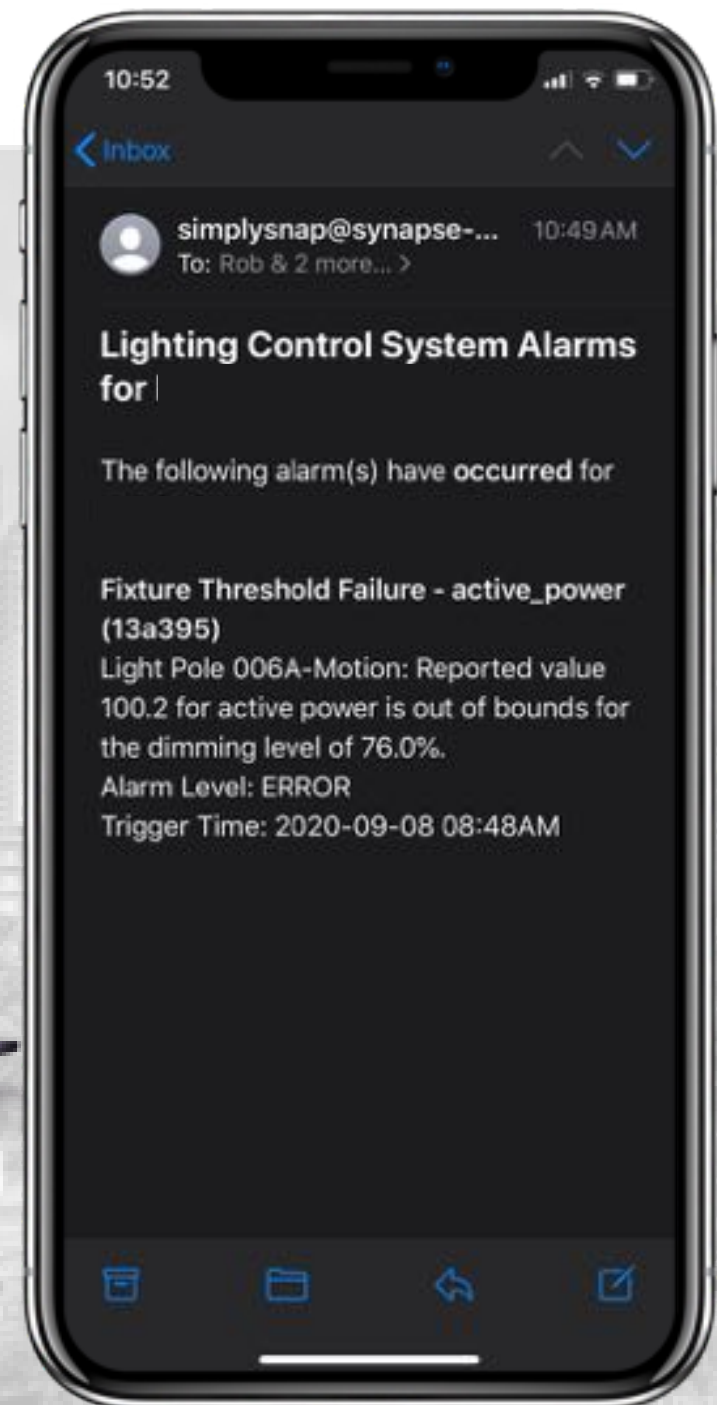 10:52
Inbox
simplysnap@synapse-... 10:49 AM
To: Rob & 2 more... >
Lighting Control System Alarms
for
The following alarm(s) have occurred for
Fixture Threshold Failure - active_power
(13a395)
Light Pole 006A-Motion: Reported value
100.2 for active power is out of bounds for
the dimming level of 76.0%.
Alarm Level: ERROR
Trigger Time: 2020-09-08 08:48AM